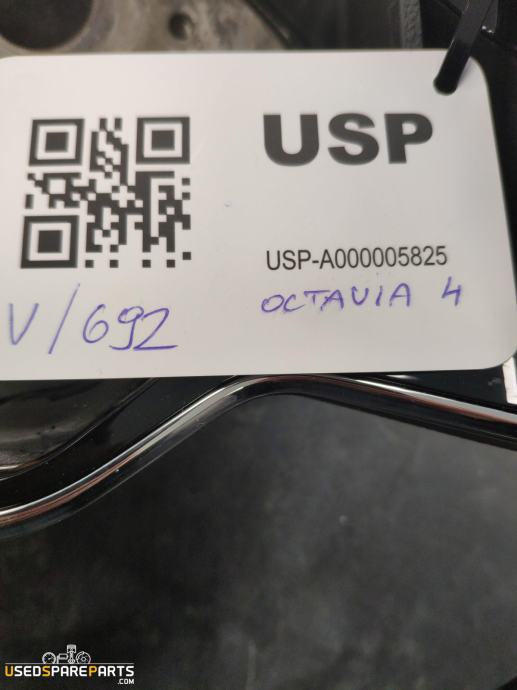 USP
USP-A000005825
V/692
OCTAVIA 4
USEDSPAREPARTS
.COM